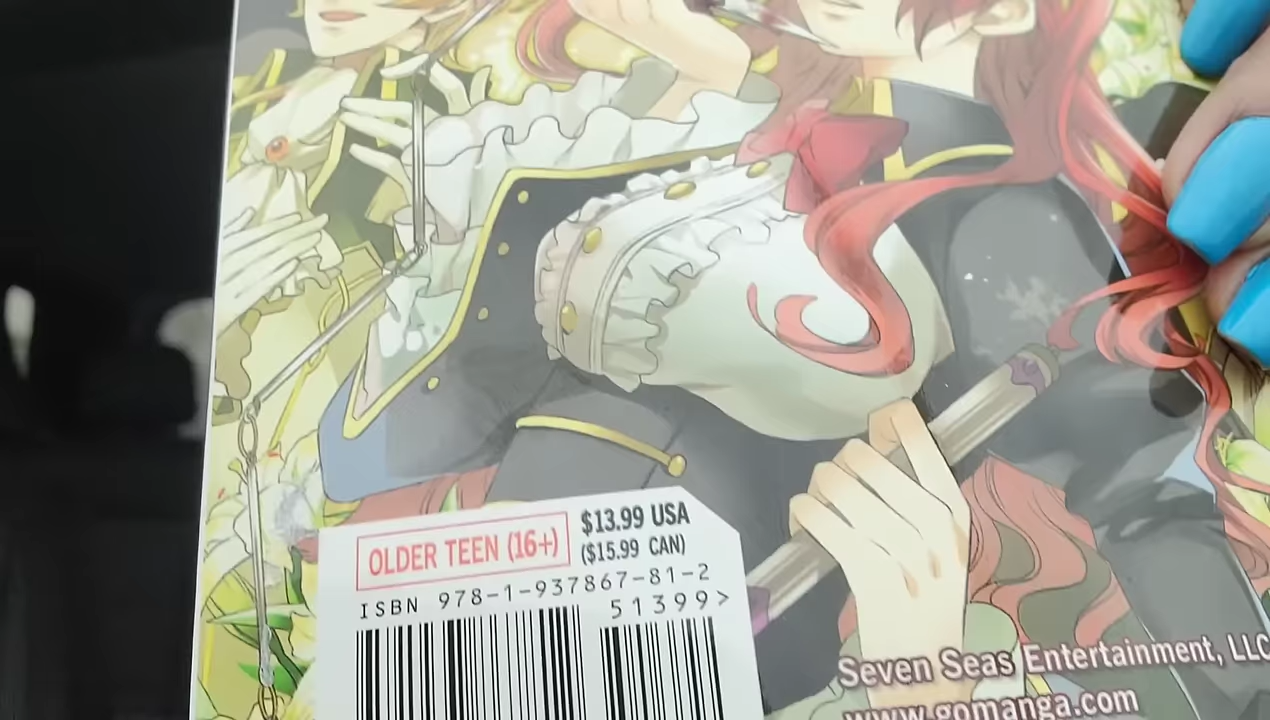 OLDER TEEN (16+)
$13.99 USA
($15.99 CAN)
ISBN 978-1-937867-81-2
51399>
Seven Seas Entertainment, LLC
www.gomanga.com